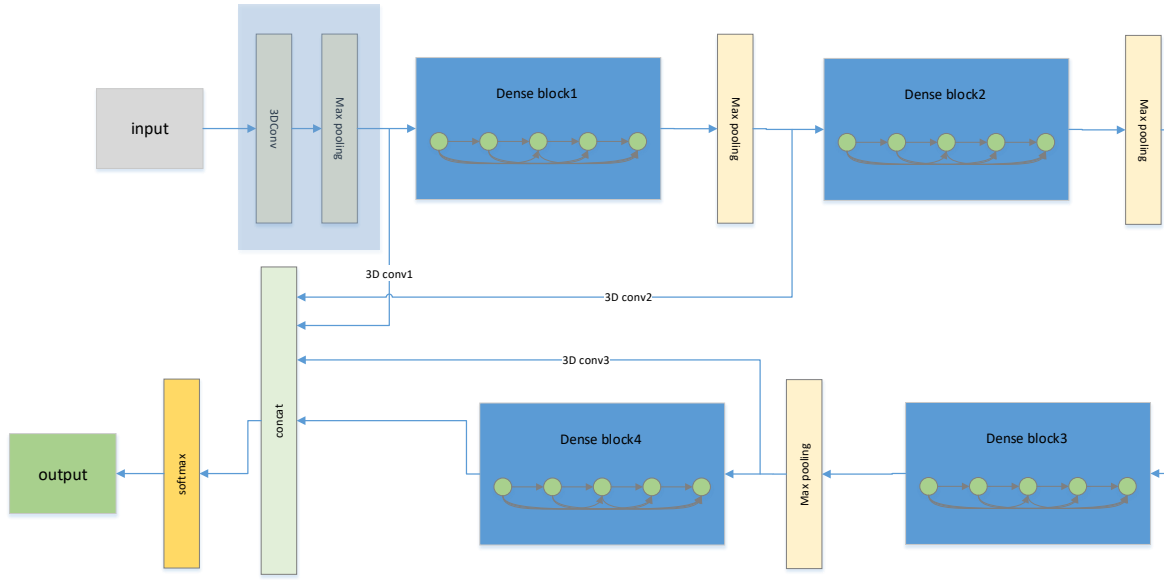 input
3DConv
Max pooling
Dense block1
Max pooling
Dense block2
Max pooling
3D conv1
3D conv2
3D conv3
concat
softmax
output
Dense block4
Max pooling
Dense block3